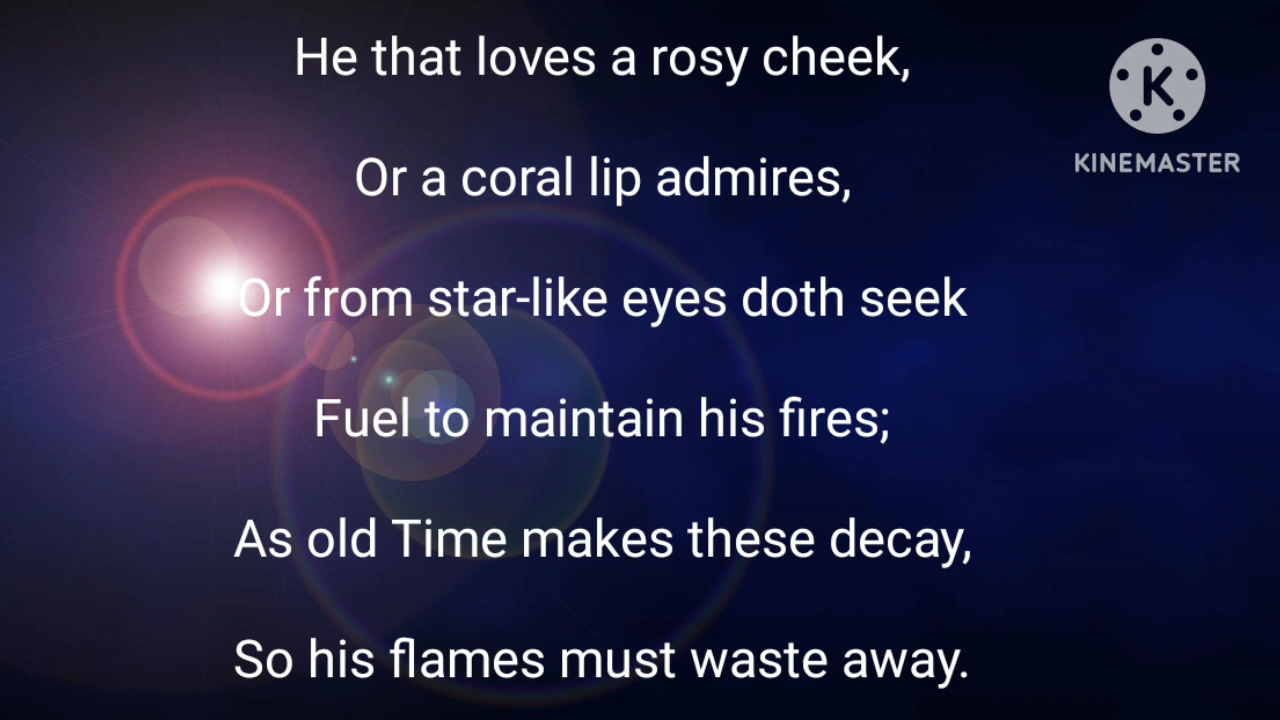 He that loves a rosy cheek,
Or a coral lip admires,
Or from star-like eyes doth seek
Fuel to maintain his fires;
As old Time makes these decay,
So his flames must waste away.
K
KINEMASTER